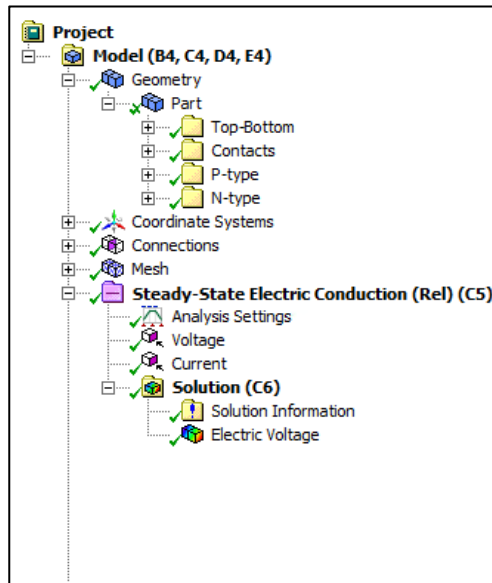 Project
Model (B4, C4, D4, E4)
Geometry
Part
Top-Bottom
Contacts
P-type
N-type
Coordinate Systems
Connections
Mesh
Steady-State Electric Conduction (Rel) (C5)
Analysis Settings
Voltage
Current
Solution (C6)
Solution Information
Electric Voltage